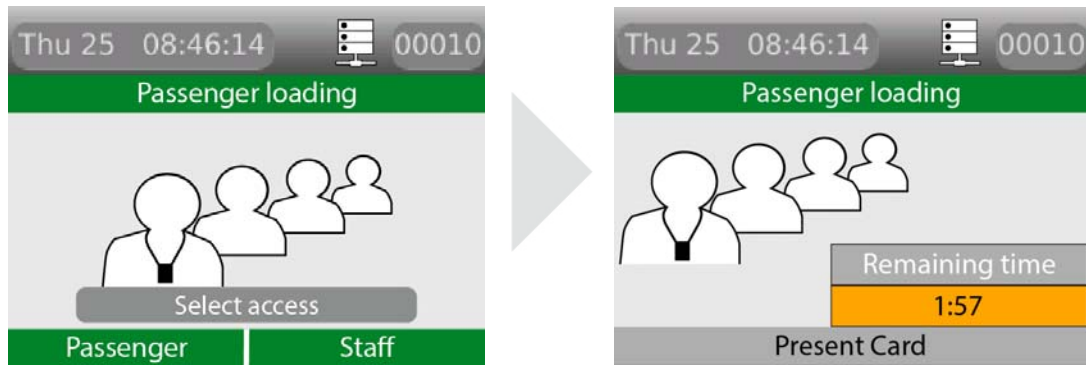 Thu 25 08:46:14 00010
Passenger loading
Select access
Passenger Staff
Thu 25 08:46:14 00010
Passenger loading
Remaining time
1:57
Present Card